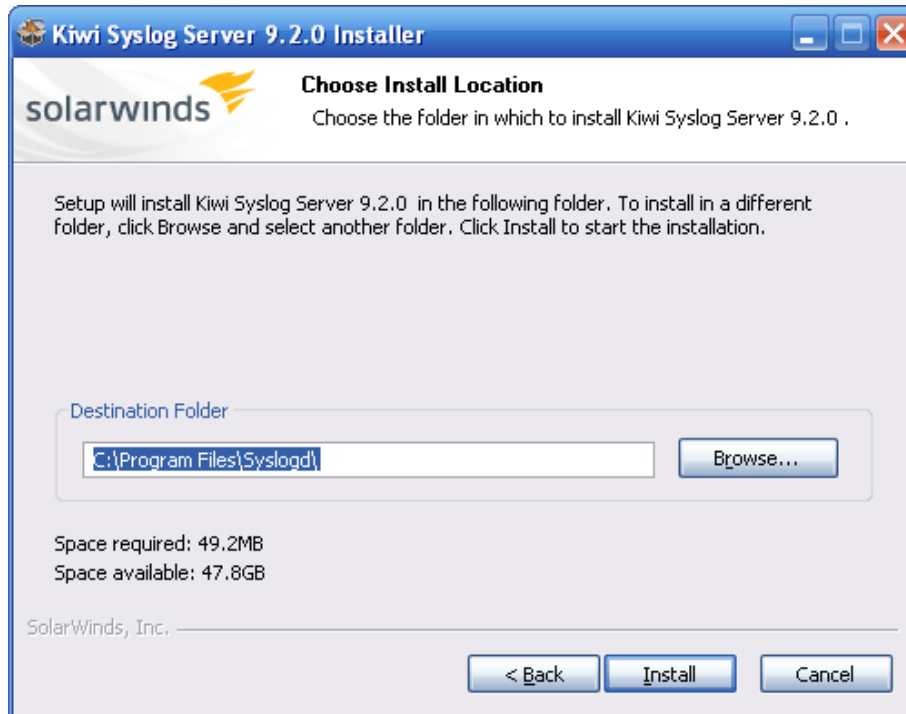 Kiwi Syslog Server 9.2.0 Installer
solarwinds
Choose Install Location
Choose the folder in which to install Kiwi Syslog Server 9.2.0 .
Setup will install Kiwi Syslog Server 9.2.0 in the following folder. To install in a different
folder, click Browse and select another folder. Click Install to start the installation.
Destination Folder
C:\Program Files\Syslogd\
Browse...
Space required: 49.2MB
Space available: 47.8GB
SolarWinds, Inc.
< Back
Install
Cancel